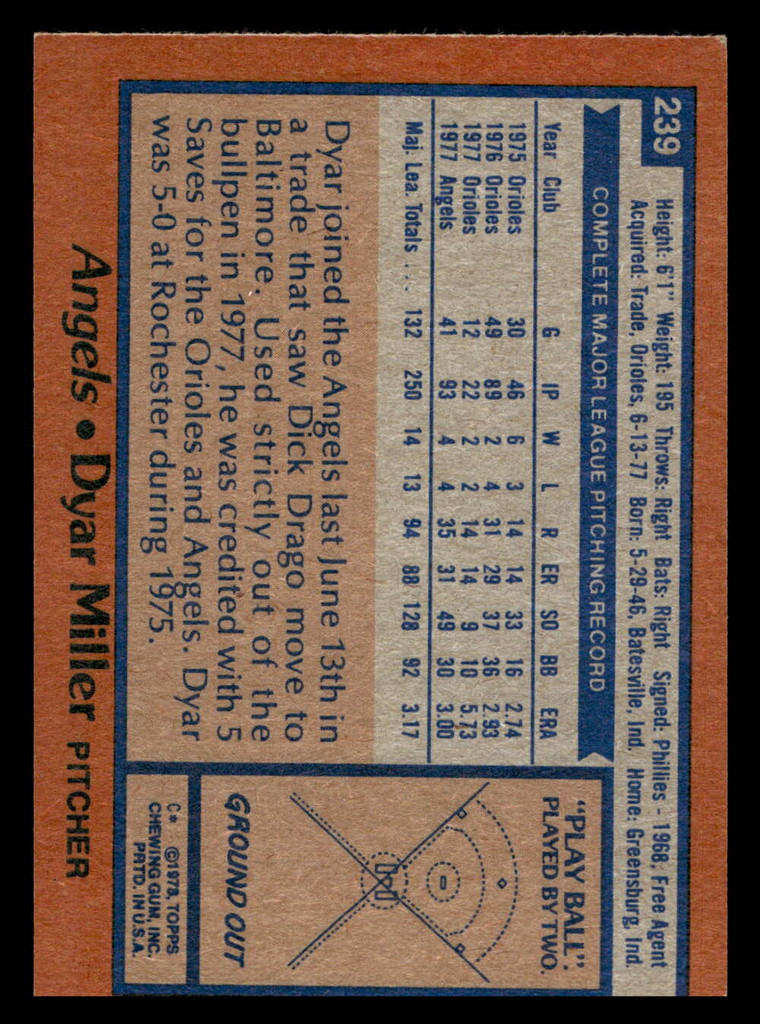 239
Height: 6'1" Weight: 195 Throws: Right Bats: Right Signed: Phillies - 1968, Free Agent
Acquired: Trade, Orioles, 6-13-77 Born: 5-29-46, Batesville, Ind. Home: Greensburg, Ind.
COMPLETE MAJOR LEAGUE PITCHING RECORD
Year Club G IP W L R ER SO BB ERA
1975 Orioles 30 46 6 3 14 14 33 16 2.74
1976 Orioles 49 89 2 4 31 29 37 36 2.93
1977 Orioles 12 22 2 2 14 14 9 10 5.73
1977 Angels 41 93 4 4 35 31 49 30 3.00
Maj. Lea. Totals ... 132 250 14 13 94 88 128 92 3.17
Dyar joined the Angels last June 13th in
a trade that saw Dick Drago move to
Baltimore. Used strictly out of the
bullpen in 1977, he was credited with 5
Saves for the Orioles and Angels. Dyar
was 5-0 at Rochester during 1975.
"PLAY BALL":
PLAYED BY TWO.
GROUND OUT
C* ©1978 TOPPS
CHEWING GUM, INC.
PRTD. IN U.S.A.
Angels • Dyar Miller PITCHER